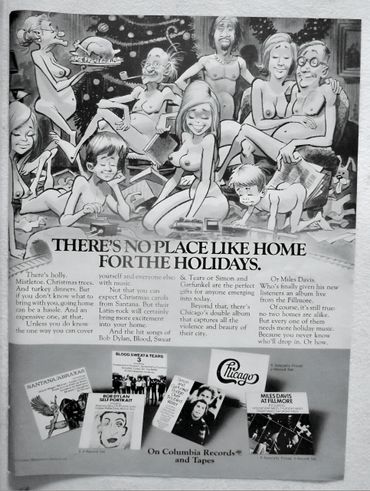 THERE'S NO PLACE LIKE HOME
FOR THE HOLIDAYS.
There's holly.
Mistletoe. Christmas trees.
And turkey dinners. But
if you don't know what to
bring with you, going home
can be a hassle. And an
expensive one, at that.
Unless you do know
the one way you can cover
yourself and everyone else:
with music.
Not that you can
expect Christmas carols
from Santana. But their
Latin-rock will certainly
bring more excitement
into your home.
And the hit songs of
Bob Dylan, Blood, Sweat
& Tears or Simon and
Garfunkel are the perfect
gifts for anyone emerging
into today.
Beyond that, there's
Chicago's double album
that captures all the
violence and beauty of
their city.
Or Miles Davis.
Who's finally given his new
listeners an album live
from the Fillmore.
Of course, it's still true:
no two homes are alike.
But every one of them
needs more holiday music.
Because you never know
who'll drop in. Or how.
SANTANA/ABRAXAS
BLOOD, SWEAT & TEARS
3
BOB DYLAN
SELF PORTRAIT
Chicago
MILES DAVIS
AT FILLMORE
On Columbia Records®
and Tapes